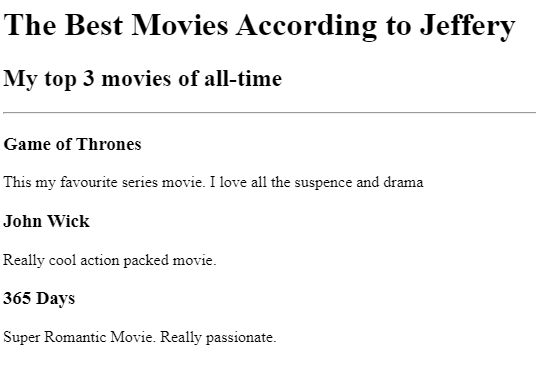 The Best Movies According to Jeffery
My top 3 movies of all-time
Game of Thrones
This my favourite series movie. I love all the suspence and drama
John Wick
Really cool action packed movie.
365 Days
Super Romantic Movie. Really passionate.